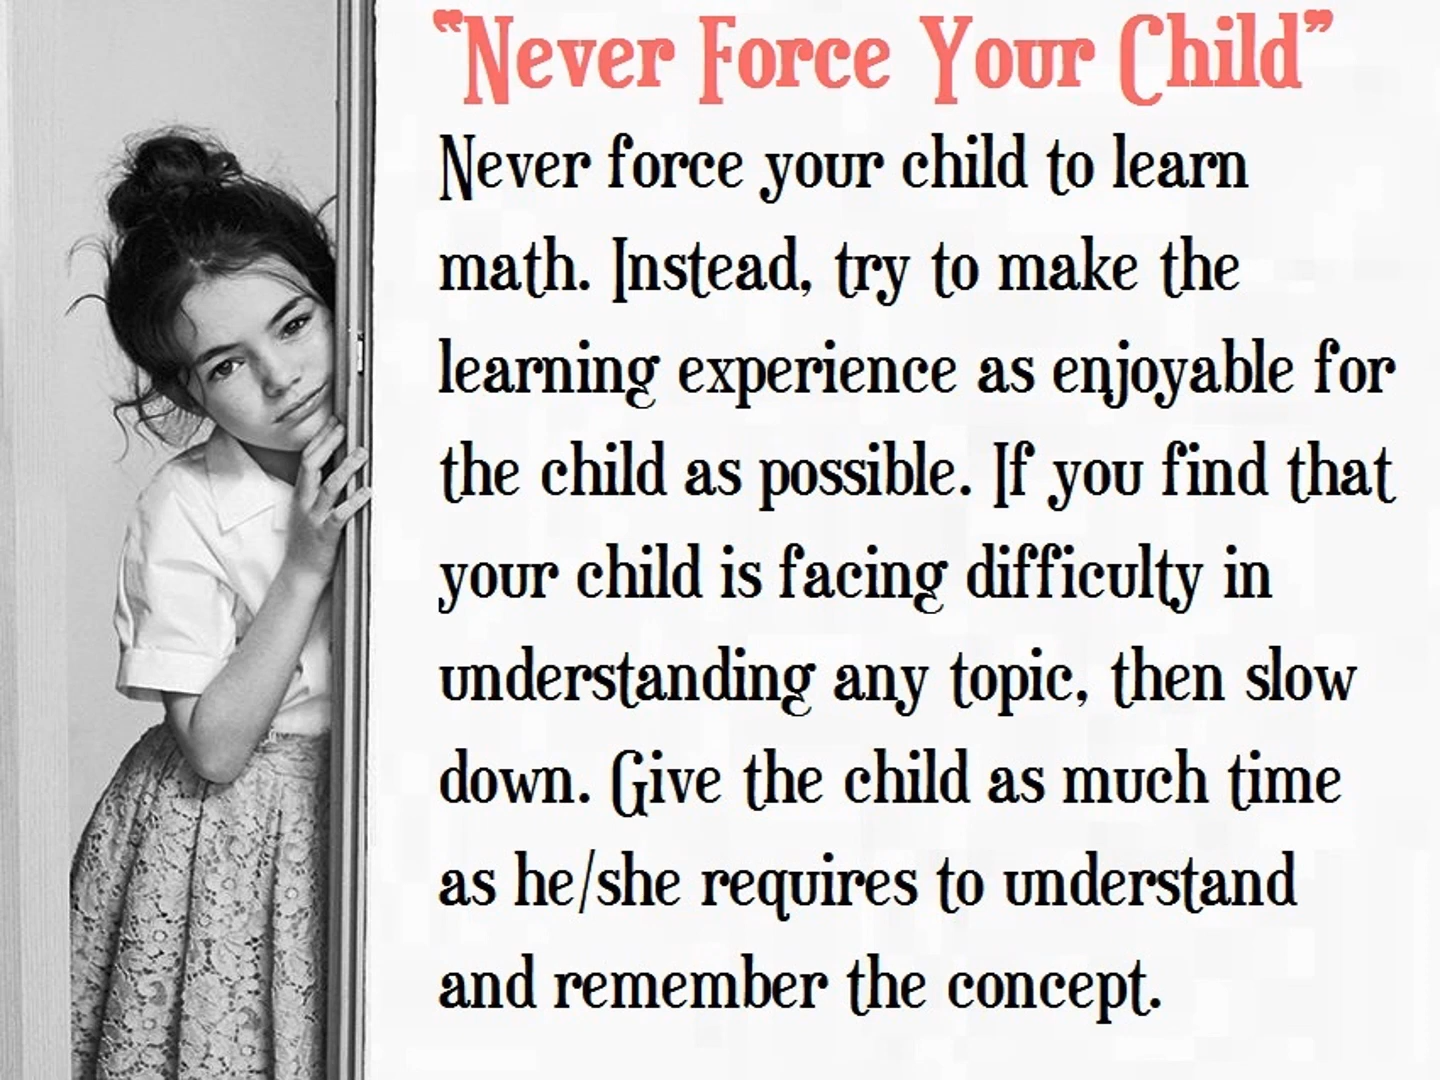 “Never Force Your Child”
Never force your child to learn
math. Instead, try to make the
learning experience as enjoyable for
the child as possible. If you find that
your child is facing difficulty in
understanding any topic, then slow
down. Give the child as much time
as he/she requires to understand
and remember the concept.